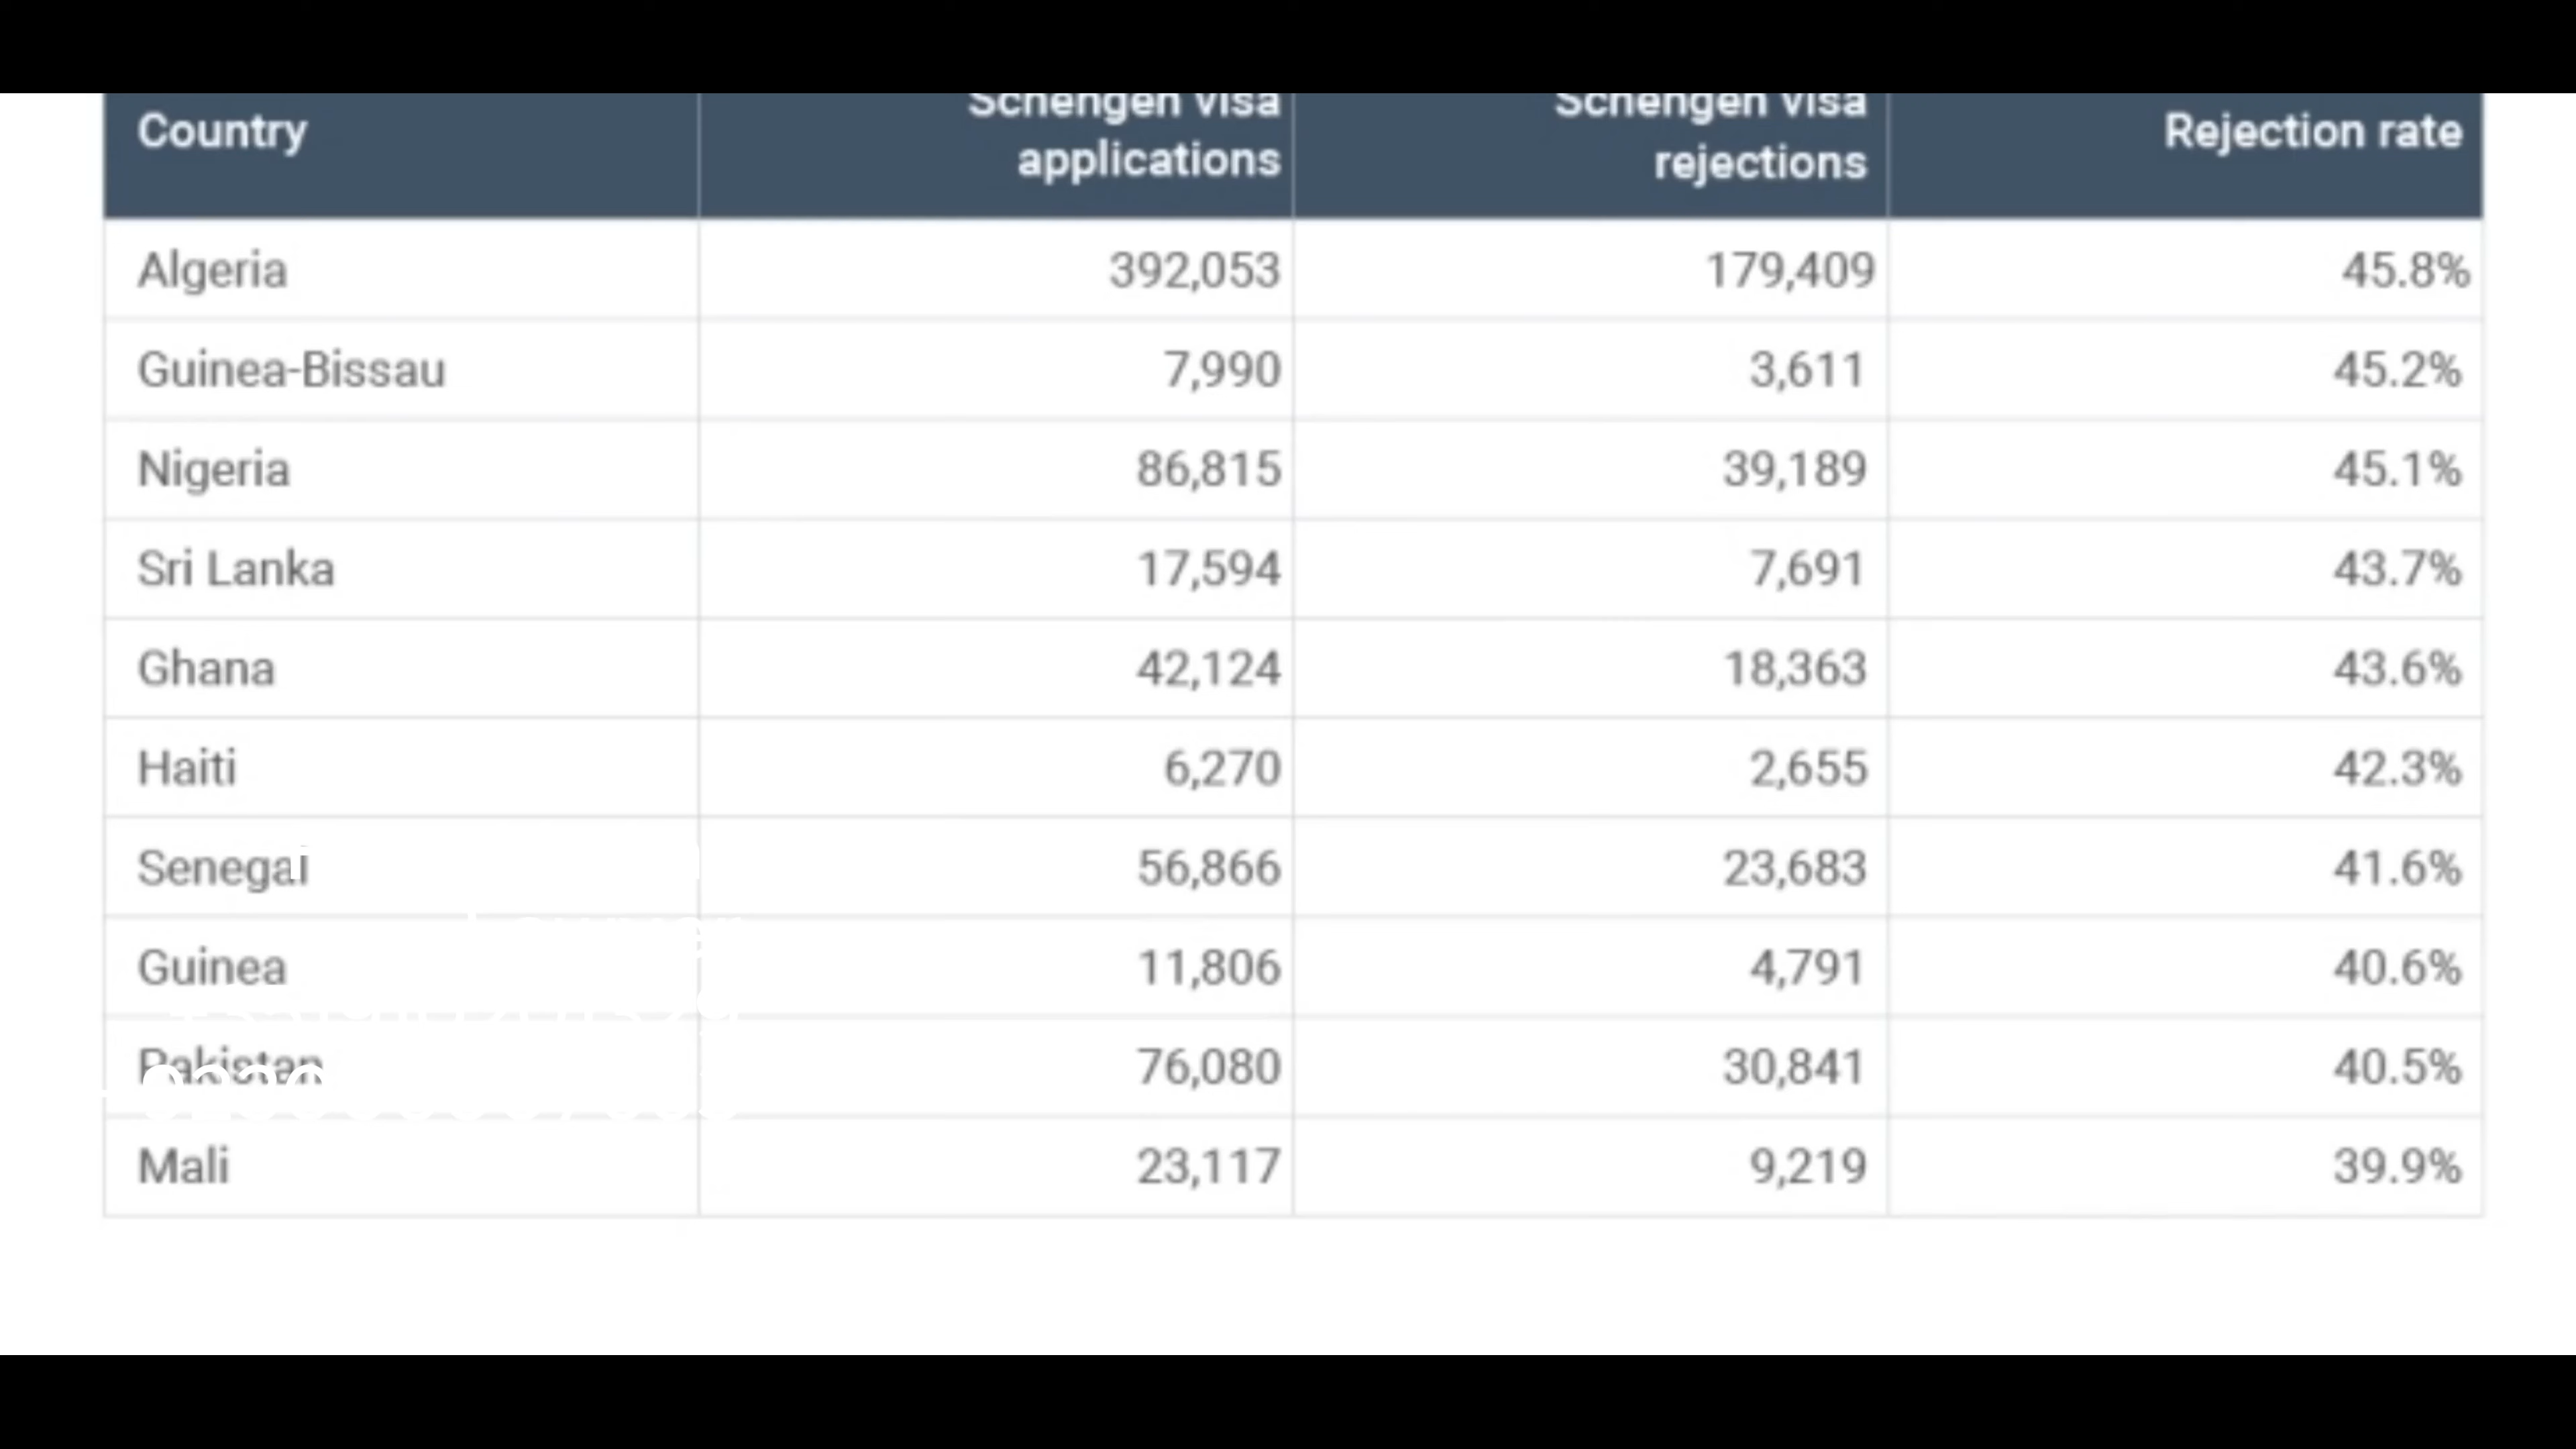 Country Schengen visa applications Schengen visa rejections Rejection rate
Algeria 392,053 179,409 45.8%
Guinea-Bissau 7,990 3,611 45.2%
Nigeria 86,815 39,189 45.1%
Sri Lanka 17,594 7,691 43.7%
Ghana 42,124 18,363 43.6%
Haiti 6,270 2,655 42.3%
Senegal 56,866 23,683 41.6%
Guinea 11,806 4,791 40.6%
Pakistan 76,080 30,841 40.5%
Mali 23,117 9,219 39.9%